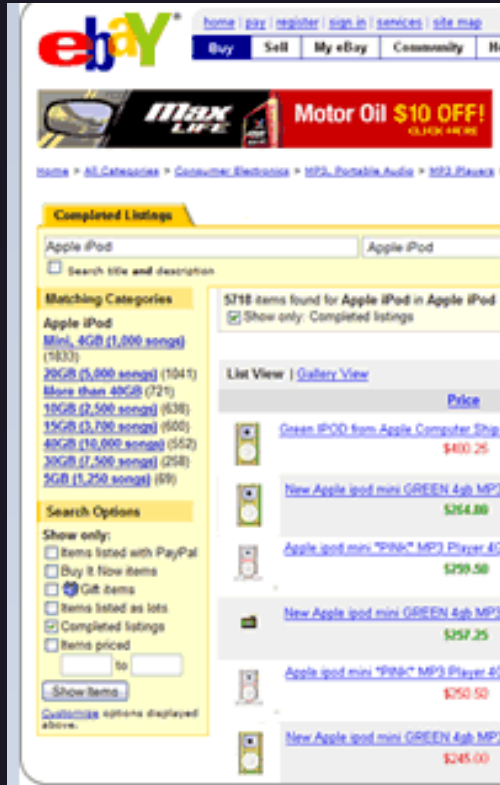 ebY
home | pay | register | sign in | services | site map
Buy Sell My eBay Community
MAX LIFE Motor Oil $10 OFF!
CLICK HERE
Home > All Categories > Consumer Electronics > MP3, Portable Audio > MP3 Players
Completed Listings
Apple iPod Apple iPod
Search title and description
Matching Categories
5718 items found for Apple iPod in Apple iPod
Show only: Completed listings
Apple iPod
Mini, 4GB (1,000 songs)
(1833)
20GB (5,000 songs) (1041)
More than 40GB (721)
10GB (2,500 songs) (638)
15GB (3,700 songs) (600)
40GB (10,000 songs) (552)
30GB (7,500 songs) (258)
5GB (1,250 songs) (69)
List View | Gallery View
Price
Green IPOD from Apple Computer Ship
$400.25
New Apple ipod mini GREEN 4gb MP3
$264.00
Apple ipod mini "PINK" MP3 Player 4G
$259.50
New Apple ipod mini GREEN 4gb MP3
$257.25
Apple ipod mini "PINK" MP3 Player 4G
$250.50
New Apple ipod mini GREEN 4gb MP3
$245.00
Search Options
Show only:
Items listed with PayPal
Buy It Now items
Gift items
Items listed as lots
Completed listings
Items priced
to
Show Items
Customize options displayed
above.